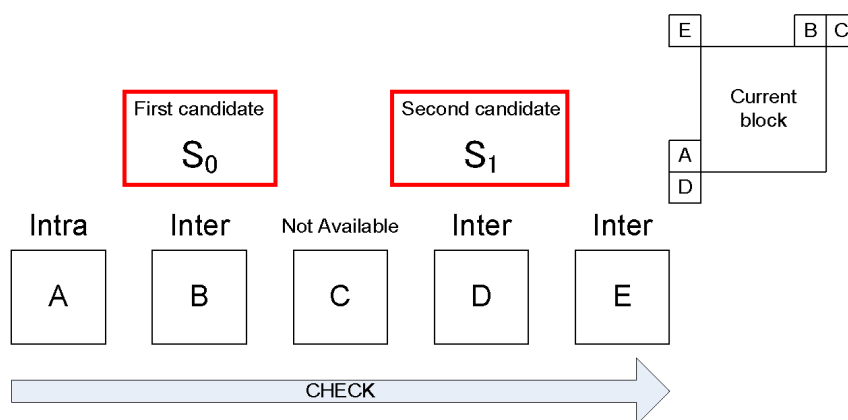 E
B
C
First candidate
S₀
Second candidate
S₁
Current
block
A
D
Intra
Inter
Not Available
Inter
Inter
A
B
C
D
E
CHECK